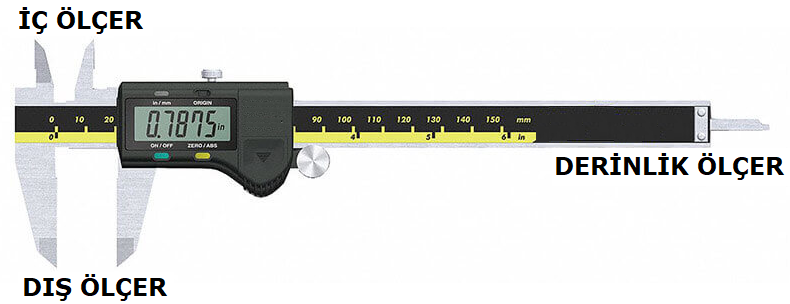 İÇ ÖLÇER
in / mm ORIGIN
0.7875 in
ON / OFF ZERO / ABS
0 10 20 90 100 110 120 130 140 150 mm
0 4 5 6 in
DERİNLİK ÖLÇER
DIŞ ÖLÇER